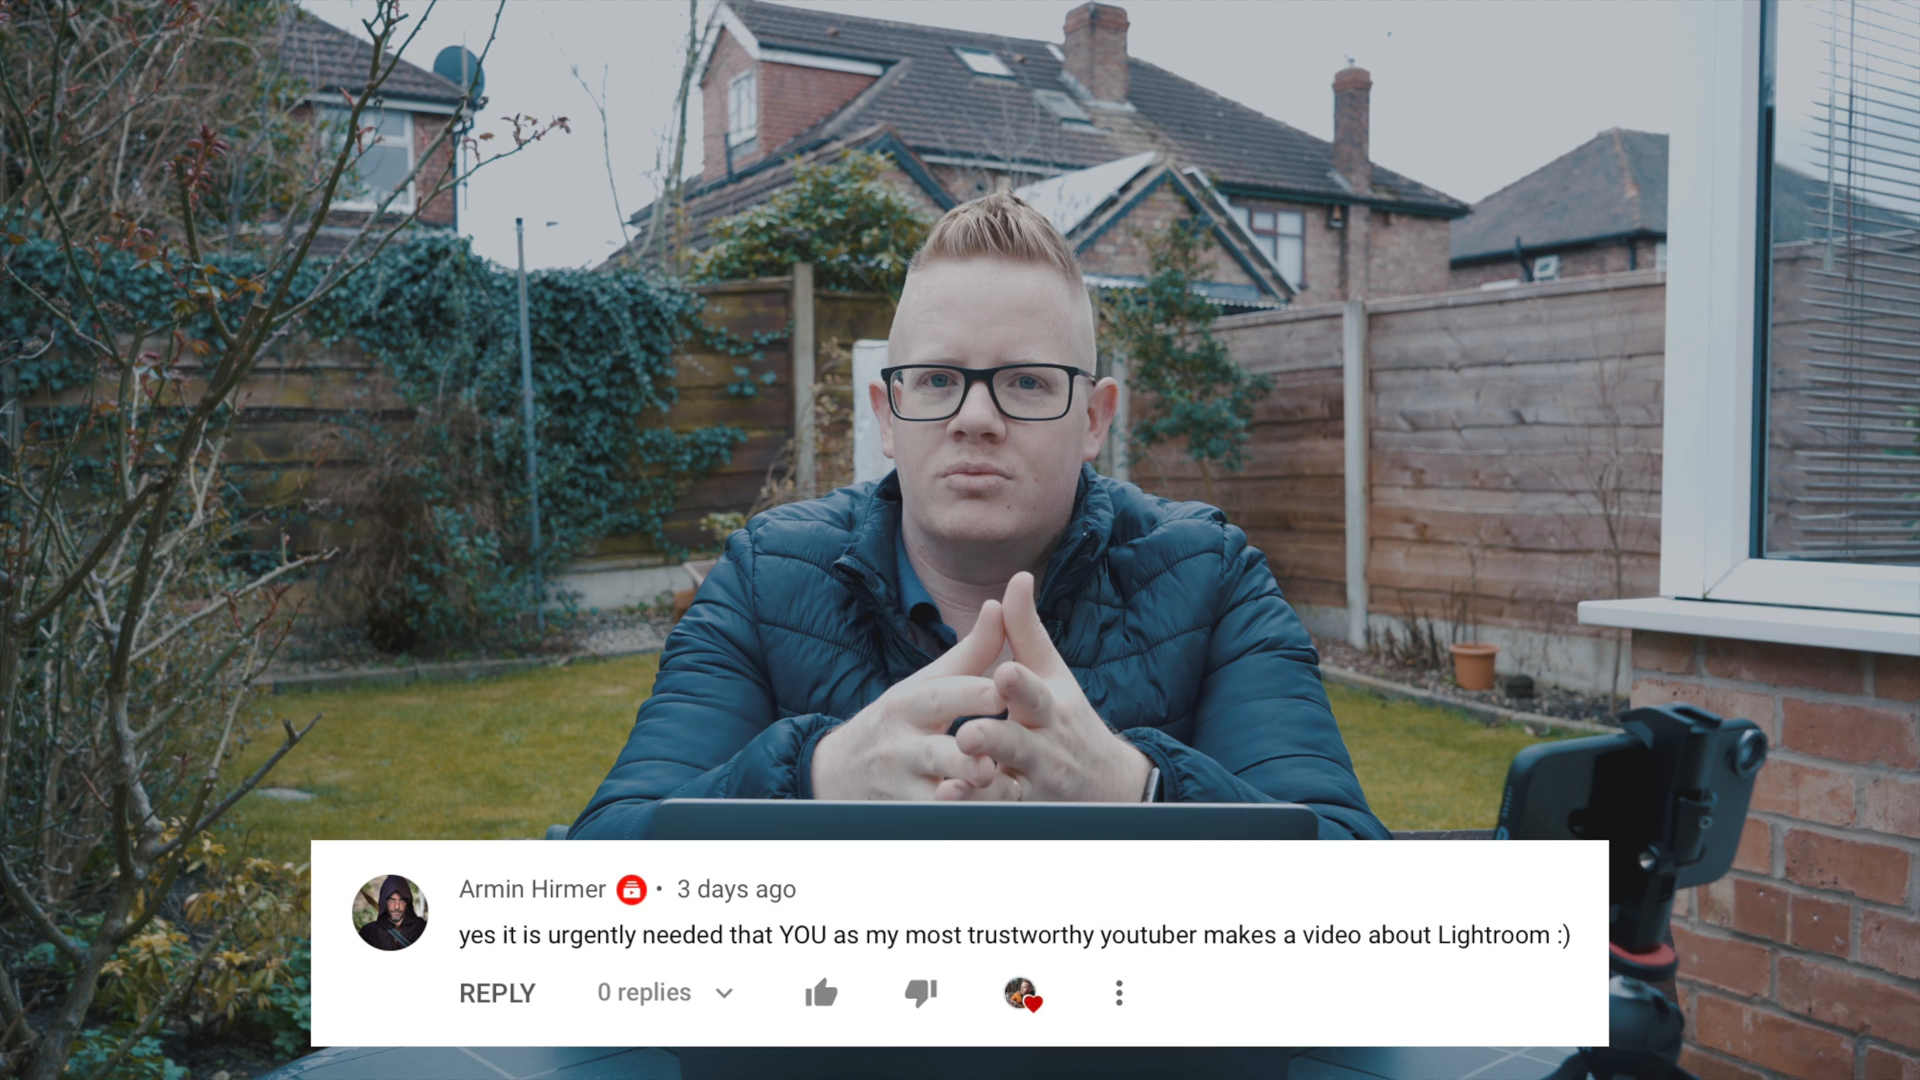 Armin Hirmer • 3 days ago
yes it is urgently needed that YOU as my most trustworthy youtuber makes a video about Lightroom :)
REPLY 0 replies